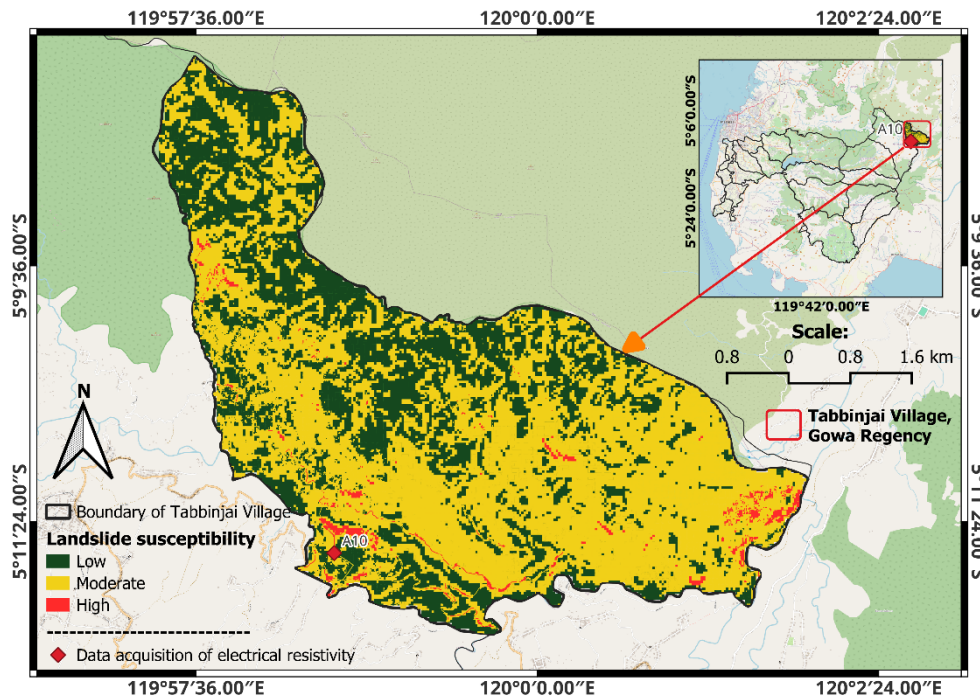 119°57′36.00″E 120°0′0.00″E 120°2′24.00″E
5°9′36.00″S
5°11′24.00″S
5°6′0.00″S
5°24′0.00″S
A10
119°42′0.00″E
Scale:
0.8 0 0.8 1.6 km
Tabbinjai Village,
Gowa Regency
N
Boundary of Tabbinjai Village
Landslide susceptibility
Low
Moderate
High
A10
Data acquisition of electrical resistivity
5°9′36.00″S
5°11′24.00″S
119°57′36.00″E 120°0′0.00″E 120°2′24.00″E